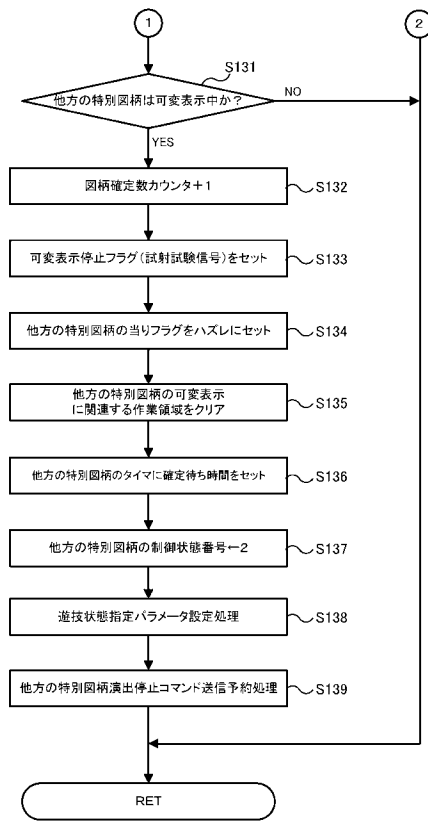 1
2
S131
他方の特別図柄は可変表示中か？
NO
YES
図柄確定数カウンタ＋1
S132
可変表示停止フラグ(試射試験信号)をセット
S133
他方の特別図柄の当りフラグをハズレにセット
S134
他方の特別図柄の可変表示
に関連する作業領域をクリア
S135
他方の特別図柄のタイマに確定待ち時間をセット
S136
他方の特別図柄の制御状態番号←2
S137
遊技状態指定パラメータ設定処理
S138
他方の特別図柄演出停止コマンド送信予約処理
S139
RET